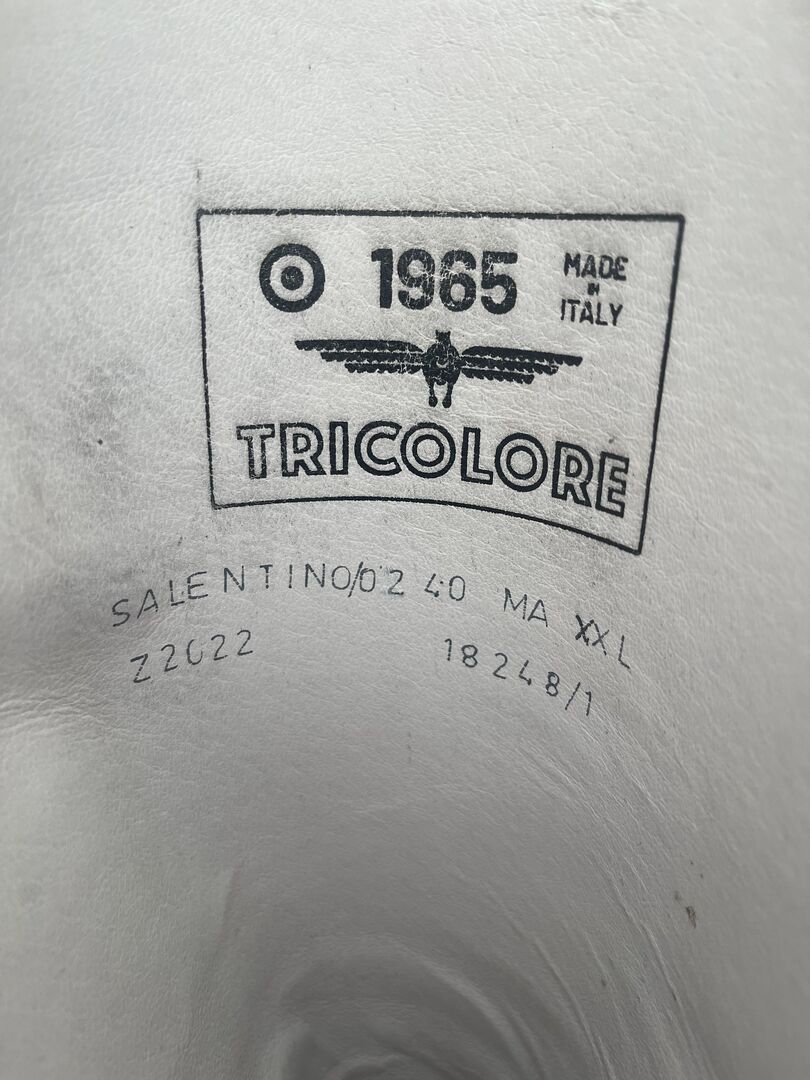 1965
MADE
IN
ITALY
TRICOLORE
SALENTINO/02 40 MA XXL
Z2022 18248/1